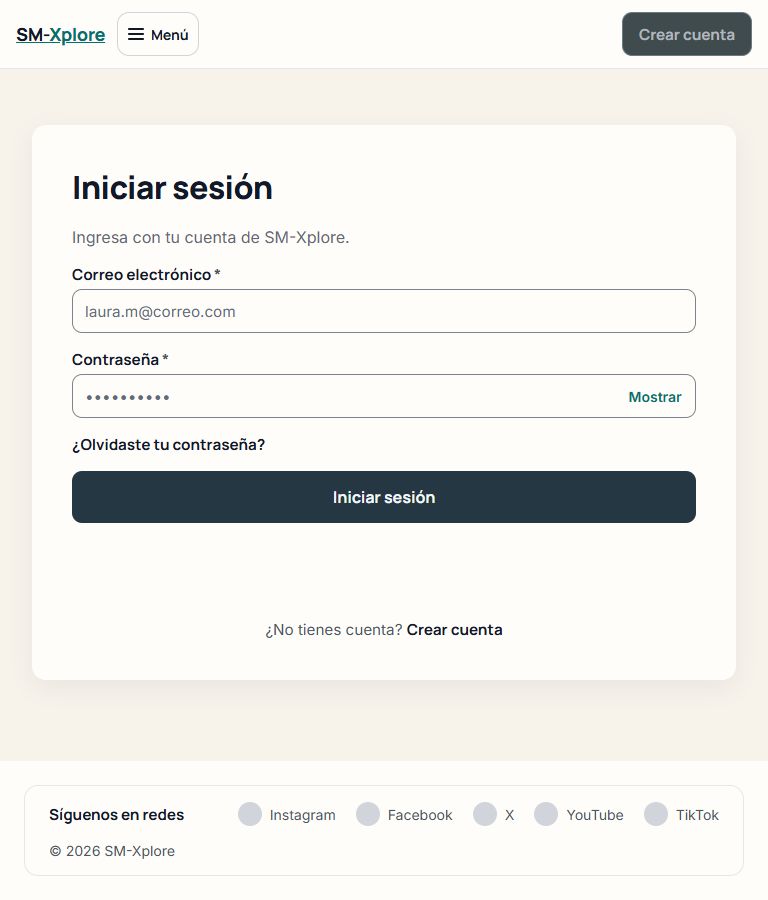 SM-Xplore
Menú
Crear cuenta
Iniciar sesión
Ingresa con tu cuenta de SM-Xplore.
Correo electrónico *
laura.m@correo.com
Contraseña *
••••••••••
Mostrar
¿Olvidaste tu contraseña?
Iniciar sesión
¿No tienes cuenta? Crear cuenta
Síguenos en redes
Instagram
Facebook
X
YouTube
TikTok
© 2026 SM-Xplore